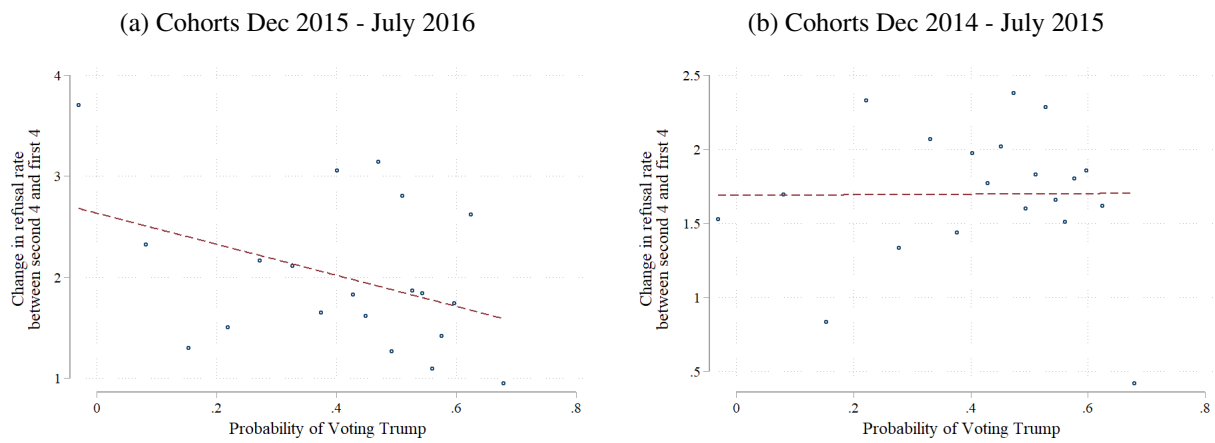 (a) Cohorts Dec 2015 - July 2016
Change in refusal rate
between second 4 and first 4
4
3
2
1
0
.2
.4
.6
.8
Probability of Voting Trump
(b) Cohorts Dec 2014 - July 2015
Change in refusal rate
between second 4 and first 4
2.5
2
1.5
1
.5
0
.2
.4
.6
.8
Probability of Voting Trump